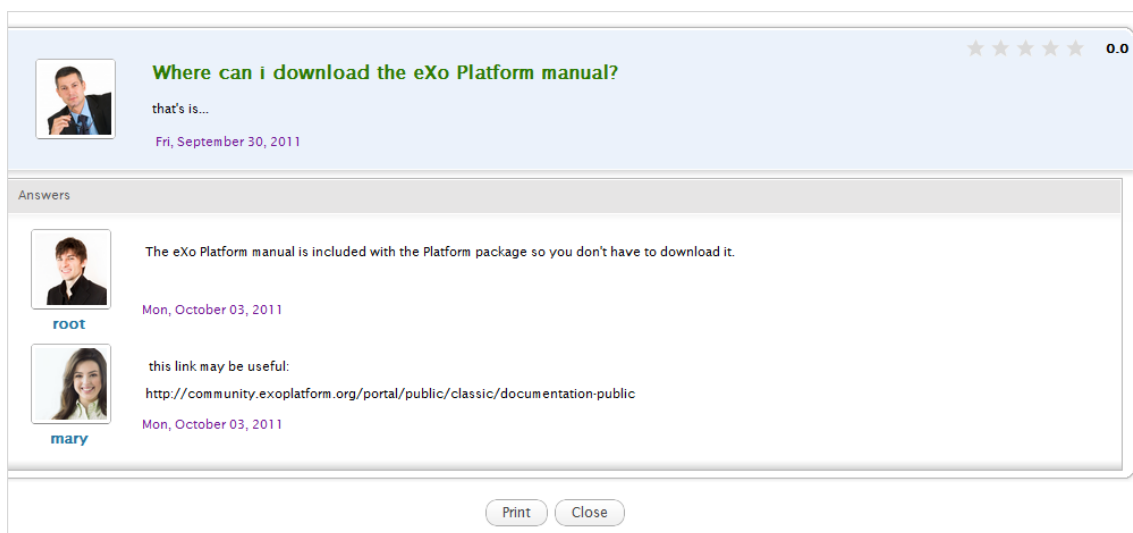 0.0
Where can i download the eXo Platform manual?
that's is...
Fri, September 30, 2011
Answers
The eXo Platform manual is included with the Platform package so you don't have to download it.
Mon, October 03, 2011
root
this link may be useful:
http://community.exoplatform.org/portal/public/classic/documentation-public
Mon, October 03, 2011
mary
Print Close